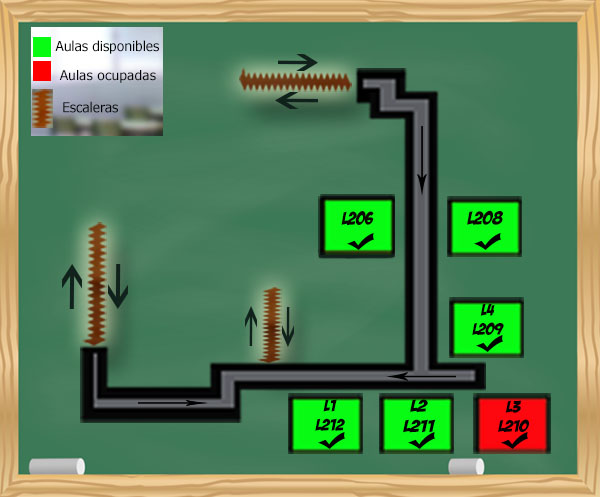 Aulas disponibles
Aulas ocupadas
Escaleras
L206
L208
L4
L209
L1
L212
L2
L211
L3
L210